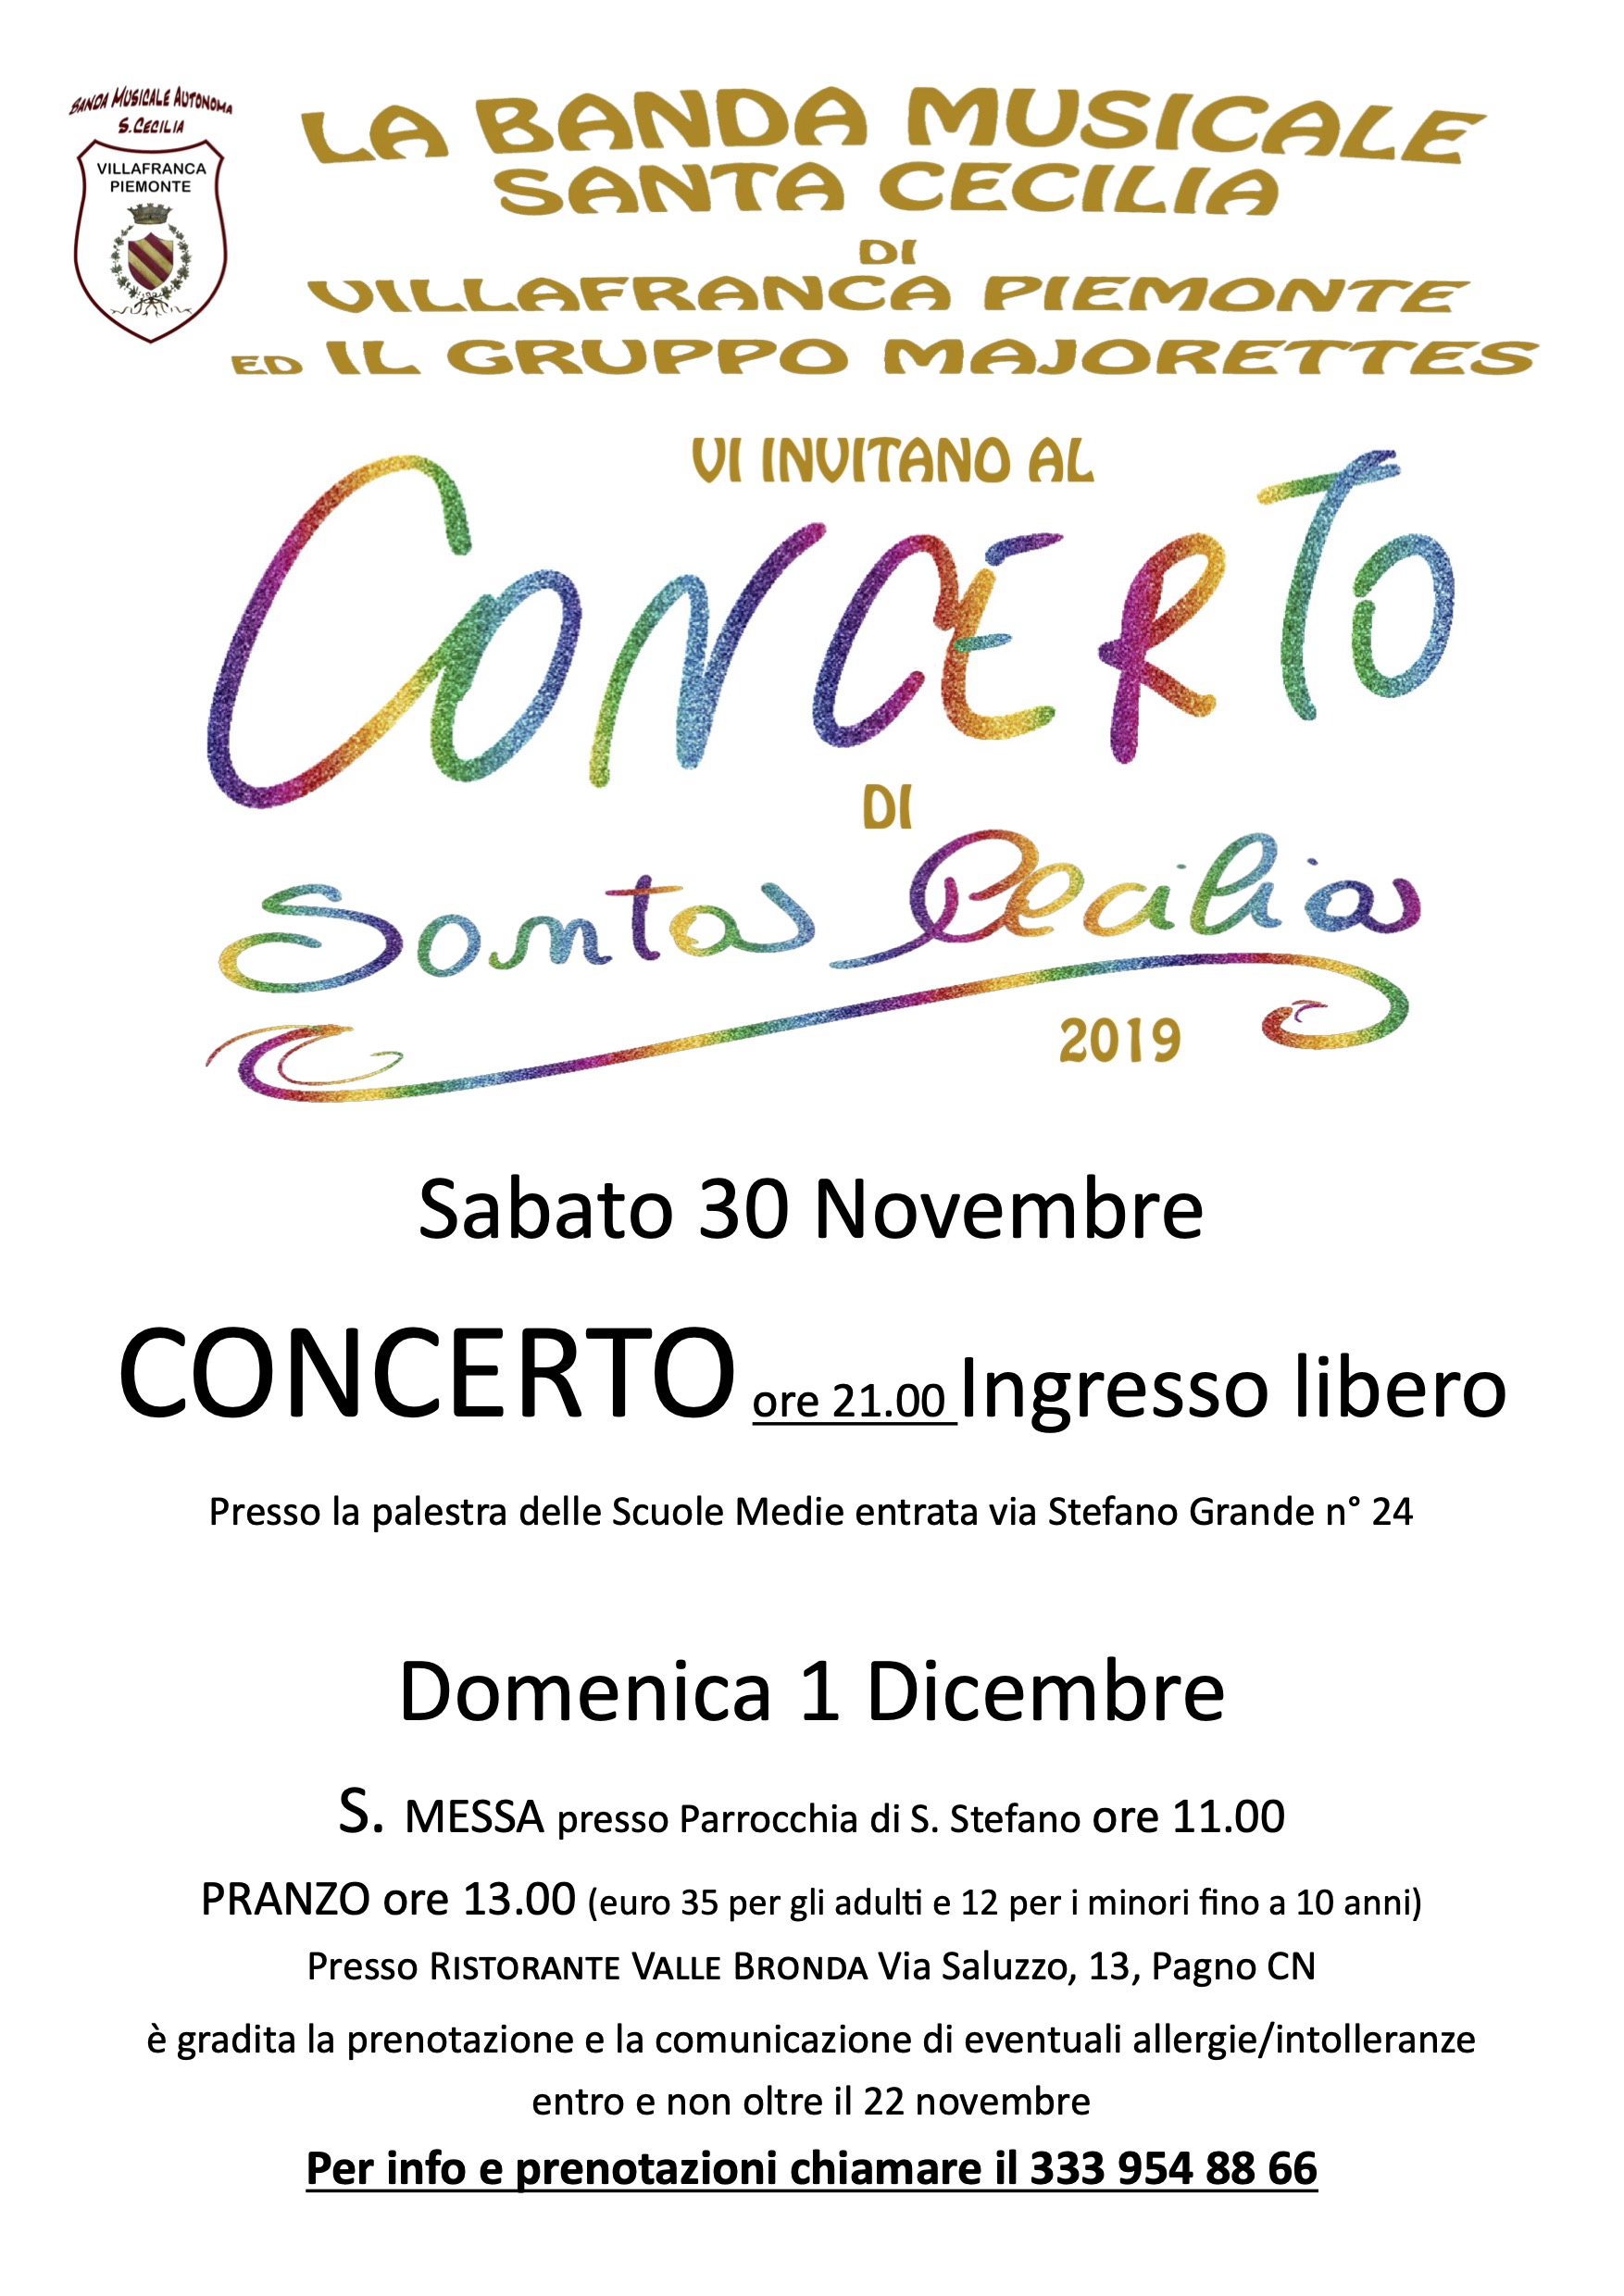 BANDA MUSICALE AUTONOMA
S. CECILIA
VILLAFRANCA
PIEMONTE
LA BANDA MUSICALE
SANTA CECILIA
DI
VILLAFRANCA PIEMONTE
ED IL GRUPPO MAJORETTES
VI INVITANO AL
CONCERTO
DI
Santa Cecilia
2019
Sabato 30 Novembre
CONCERTO ore 21.00 Ingresso libero
Presso la palestra delle Scuole Medie entrata via Stefano Grande n° 24
Domenica 1 Dicembre
S. MESSA presso Parrocchia di S. Stefano ore 11.00
PRANZO ore 13.00 (euro 35 per gli adulti e 12 per i minori fino a 10 anni)
Presso RISTORANTE VALLE BRONDA Via Saluzzo, 13, Pagno CN
è gradita la prenotazione e la comunicazione di eventuali allergie/intolleranze
entro e non oltre il 22 novembre
Per info e prenotazioni chiamare il 333 954 88 66